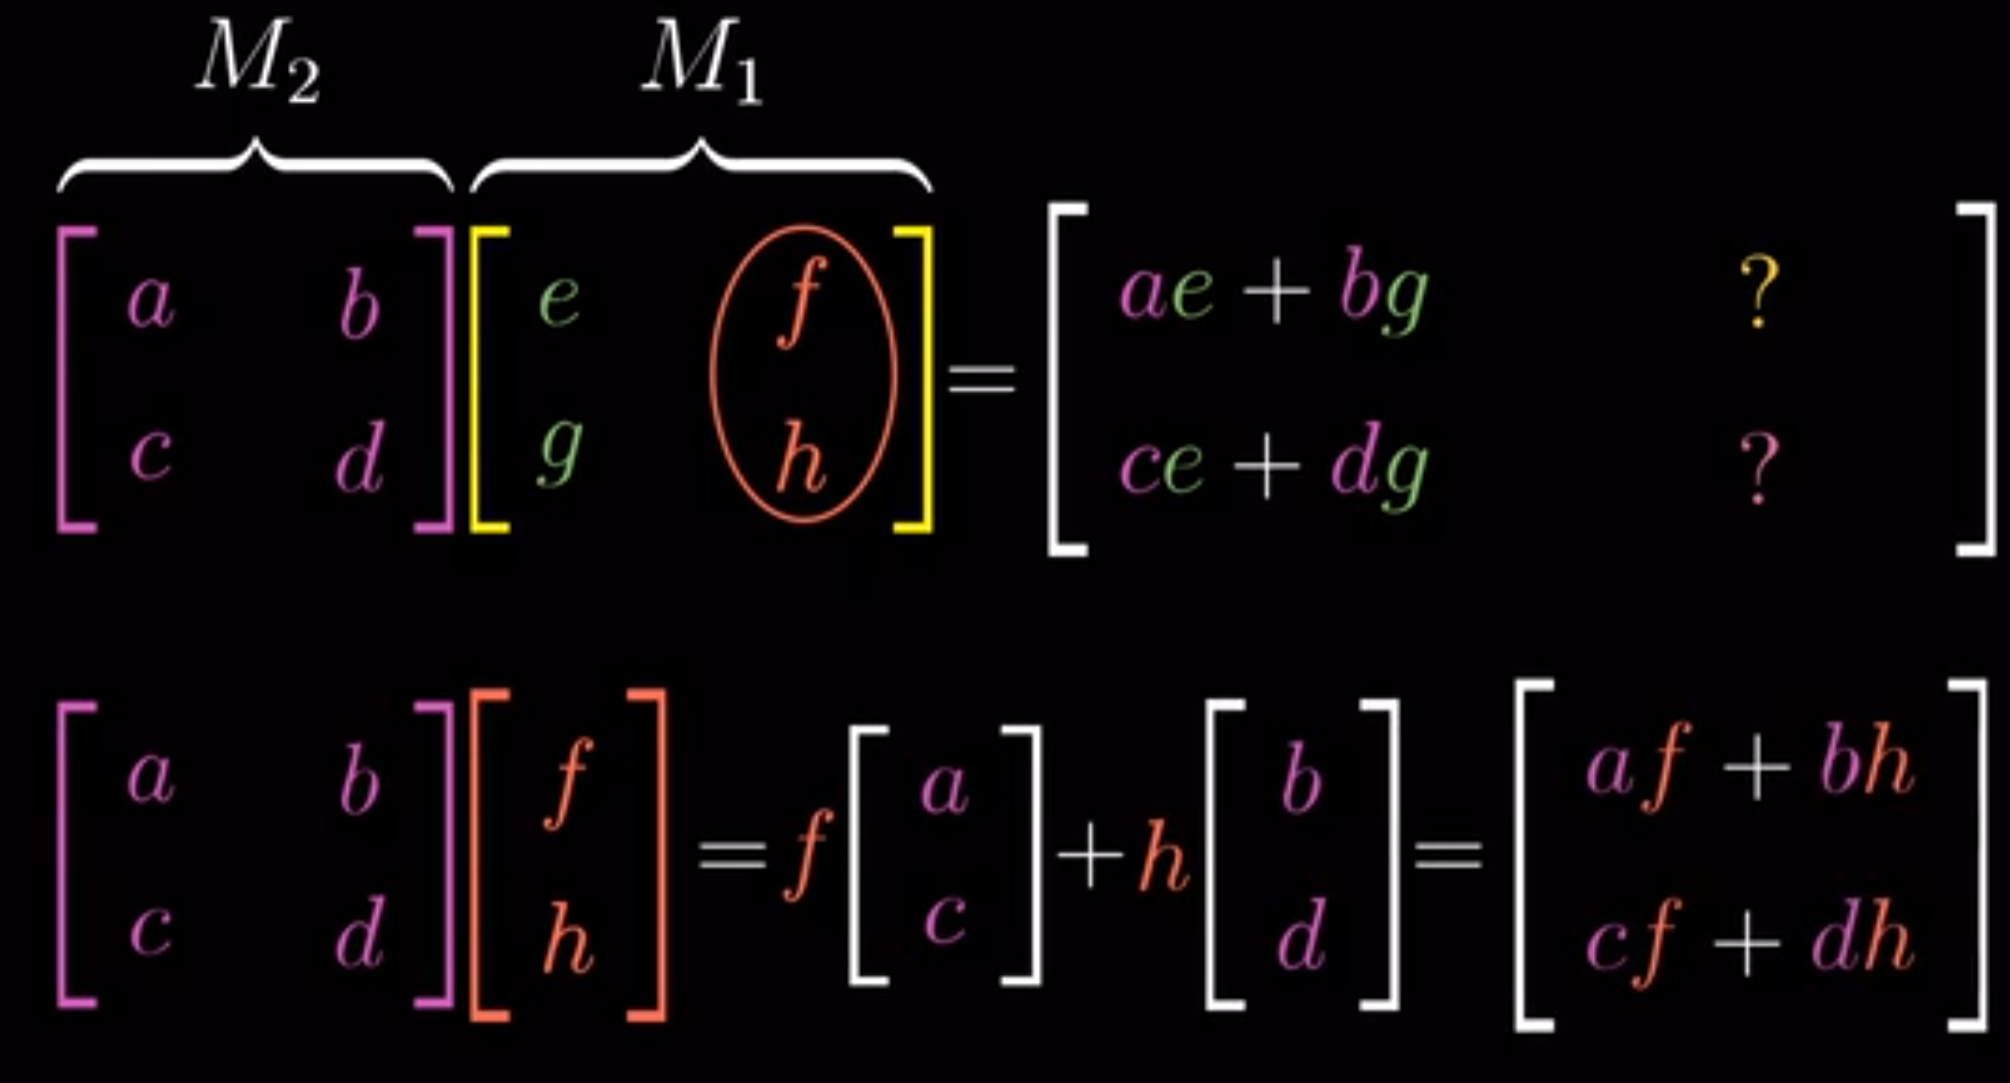 M₂ M₁
[a b; c d] [e f; g h] = [ae + bg ?; ce + dg ?]
[a b; c d] [f; h] = f [a; c] + h [b; d] = [af + bh; cf + dh]